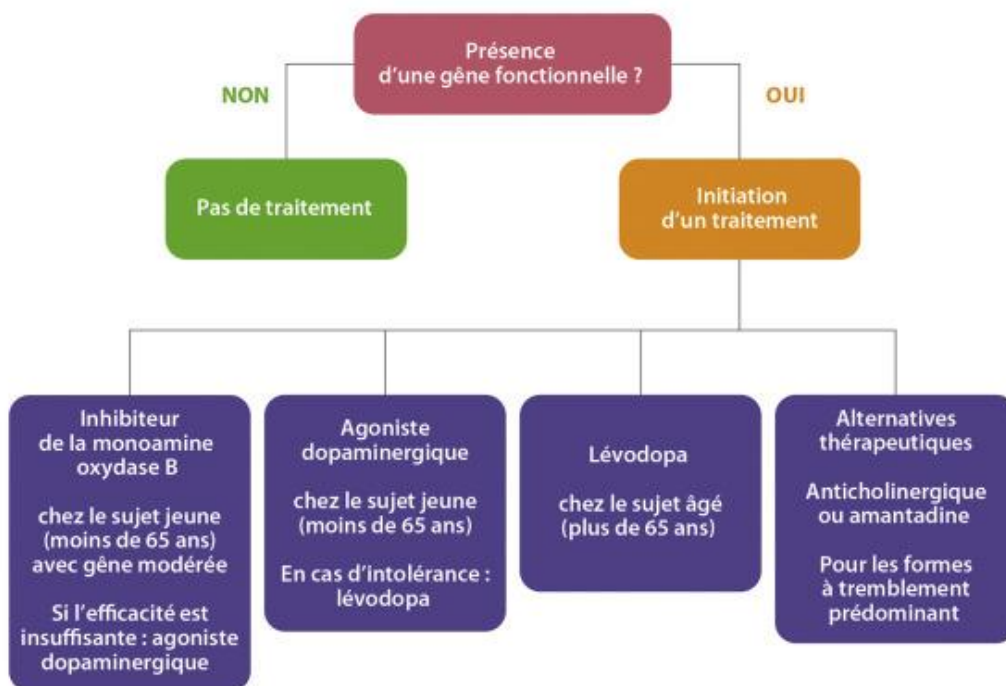 Présence
d'une gêne fonctionnelle ?
NON
OUI
Pas de traitement
Initiation
d'un traitement
Inhibiteur
de la monoamine
oxydase B
chez le sujet jeune
(moins de 65 ans)
avec gêne modérée
Si l'efficacité est
insuffisante : agoniste
dopaminergique
Agoniste
dopaminergique
chez le sujet jeune
(moins de 65 ans)
En cas d'intolérance :
lévodopa
Lévodopa
chez le sujet âgé
(plus de 65 ans)
Alternatives
thérapeutiques
Anticholinergique
ou amantadine
Pour les formes
à tremblement
prédominant